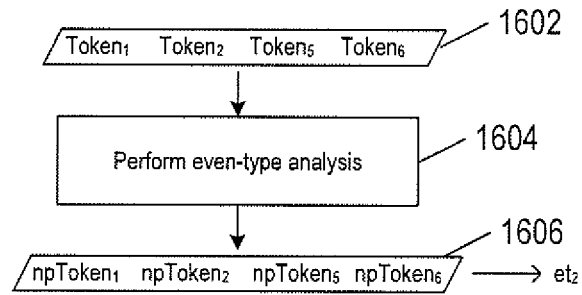 1602
Token₁ Token₂ Token₅ Token₆
Perform even-type analysis
1604
1606
npToken₁ npToken₂ npToken₅ npToken₆ et₂